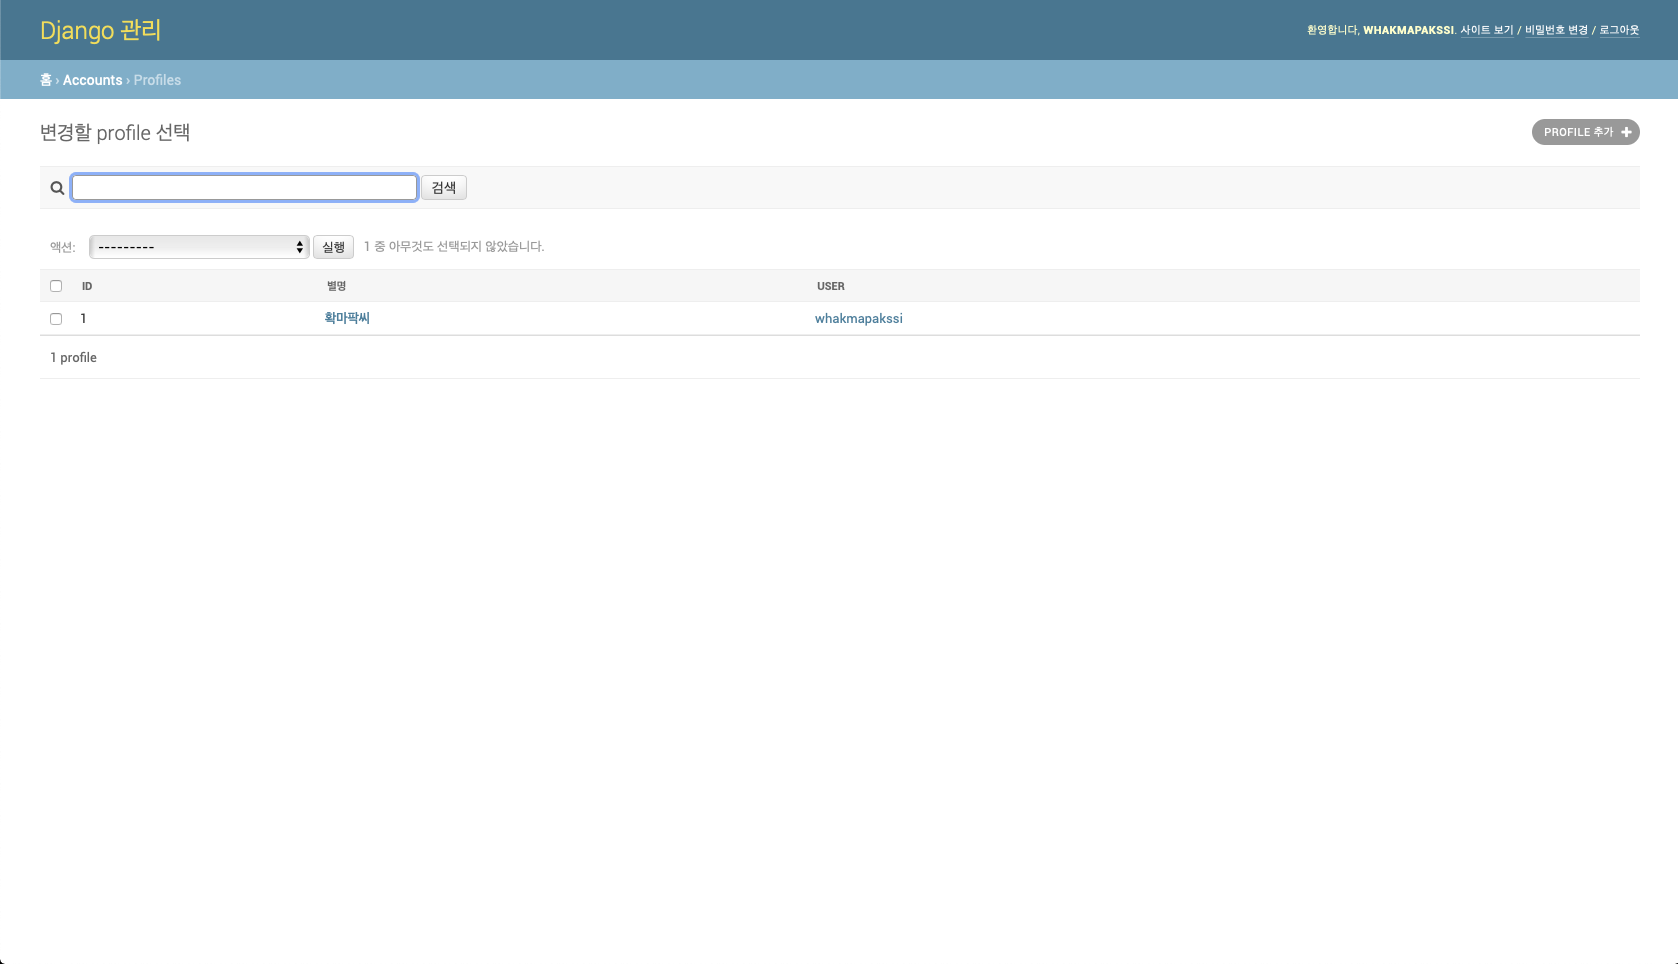 Django 관리
환영합니다, WHAKMAPAKSSI. 사이트 보기 / 비밀번호 변경 / 로그아웃
홈 › Accounts › Profiles
변경할 profile 선택
PROFILE 추가
검색
액션: --------- 실행 1 중 아무것도 선택되지 않았습니다.
ID 별명 USER
1 확마팍씨 whakmapakssi
1 profile